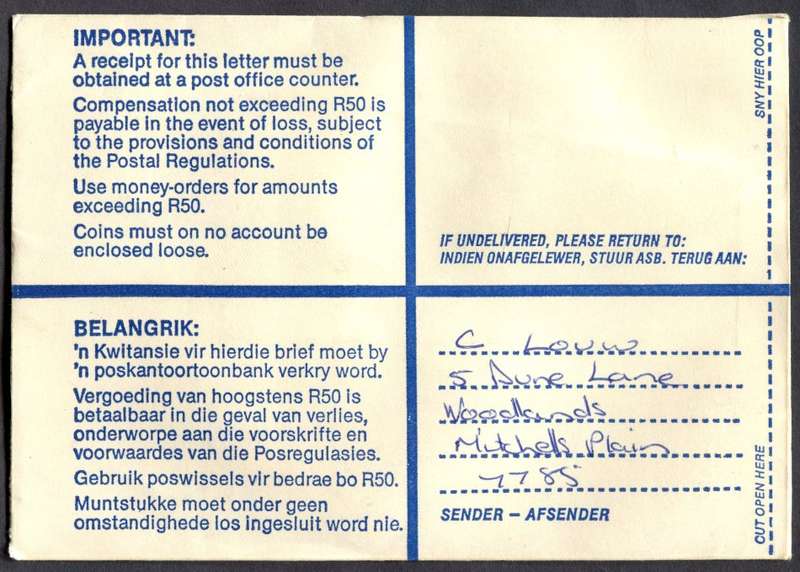 IMPORTANT:
A receipt for this letter must be
obtained at a post office counter.
Compensation not exceeding R50 is
payable in the event of loss, subject
to the provisions and conditions of
the Postal Regulations.
Use money-orders for amounts
exceeding R50.
Coins must on no account be
enclosed loose.
IF UNDELIVERED, PLEASE RETURN TO:
INDIEN ONAFGELEWER, STUUR ASB. TERUG AAN:
SNY HIER OOP
BELANGRIK:
'n Kwitansie vir hierdie brief moet by
'n poskantoortoonbank verkry word.
Vergoeding van hoogstens R50 is
betaalbaar in die geval van verlies,
onderworpe aan die voorskrifte en
voorwaardes van die Posregulasies.
Gebruik poswissels vir bedrae bo R50.
Muntstukke moet onder geen
omstandighede los ingesluit word nie.
C Louw
5 Dune Lane
Woodlands
Mitchells Plain
7785
SENDER – AFSENDER
CUT OPEN HERE